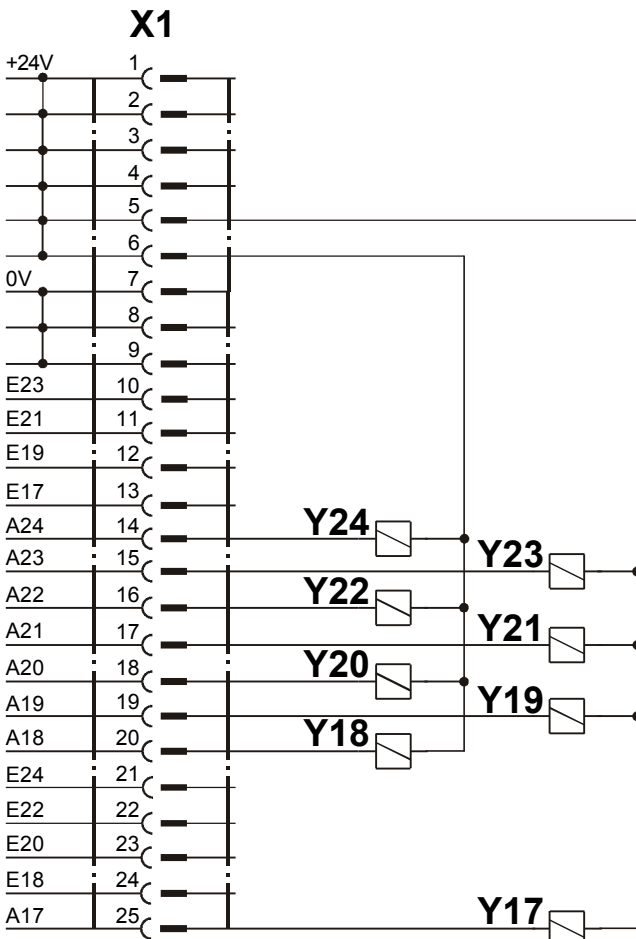 X1
+24V 1
2
3
4
5
6
0V 7
8
9
E23 10
E21 11
E19 12
E17 13
A24 14 Y24
A23 15 Y23
A22 16 Y22
A21 17 Y21
A20 18 Y20
A19 19 Y19
A18 20 Y18
E24 21
E22 22
E20 23
E18 24
A17 25 Y17